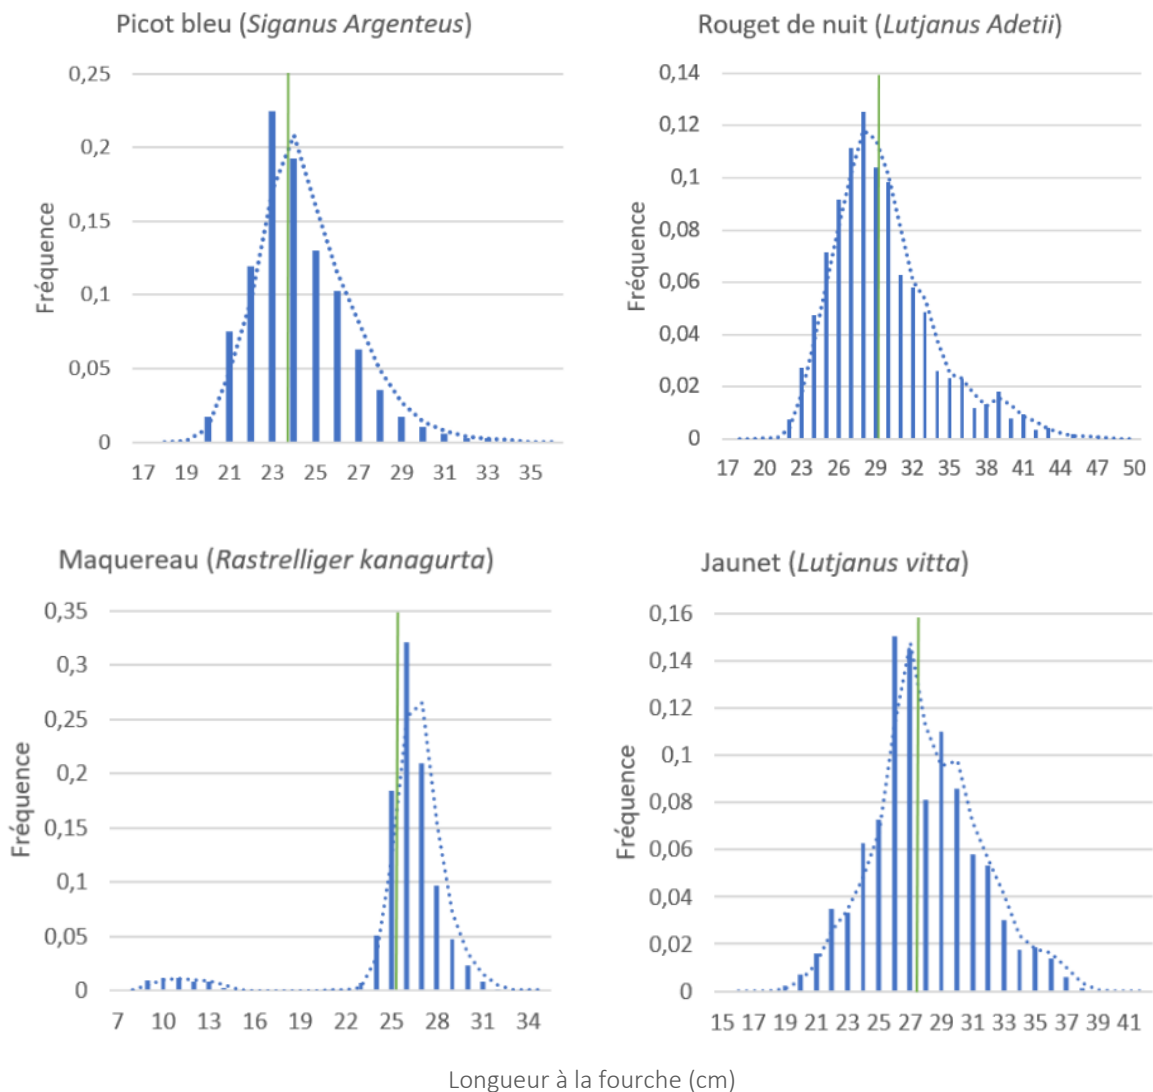 Picot bleu (Siganus Argenteus)
Fréquence
0,25
0,2
0,15
0,1
0,05
0
17 19 21 23 25 27 29 31 33 35
Rouget de nuit (Lutjanus Adetii)
Fréquence
0,14
0,12
0,1
0,08
0,06
0,04
0,02
0
17 20 23 26 29 32 35 38 41 44 47 50
Maquereau (Rastrelliger kanagurta)
Fréquence
0,35
0,3
0,25
0,2
0,15
0,1
0,05
0
7 10 13 16 19 22 25 28 31 34
Jaunet (Lutjanus vitta)
Fréquence
0,16
0,14
0,12
0,1
0,08
0,06
0,04
0,02
0
15 17 19 21 23 25 27 29 31 33 35 37 39 41
Longueur à la fourche (cm)